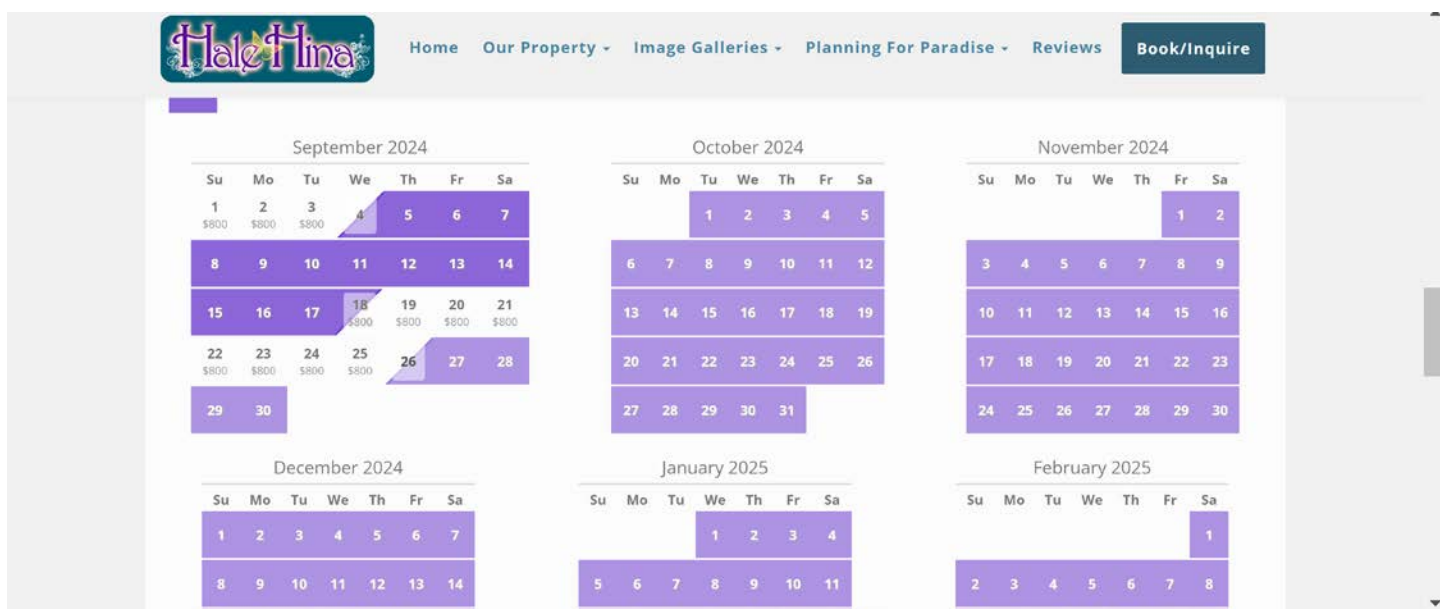 Hale Hina
Home Our Property Image Galleries Planning For Paradise Reviews Book/Inquire
September 2024
Su Mo Tu We Th Fr Sa
1 2 3 4 5 6 7
$800 $800 $800
8 9 10 11 12 13 14
15 16 17 18 19 20 21
$800 $800 $800 $800
22 23 24 25 26 27 28
$800 $800 $800 $800
29 30
October 2024
Su Mo Tu We Th Fr Sa
1 2 3 4 5
6 7 8 9 10 11 12
13 14 15 16 17 18 19
20 21 22 23 24 25 26
27 28 29 30 31
November 2024
Su Mo Tu We Th Fr Sa
1 2
3 4 5 6 7 8 9
10 11 12 13 14 15 16
17 18 19 20 21 22 23
24 25 26 27 28 29 30
December 2024
Su Mo Tu We Th Fr Sa
1 2 3 4 5 6 7
8 9 10 11 12 13 14
January 2025
Su Mo Tu We Th Fr Sa
1 2 3 4
5 6 7 8 9 10 11
February 2025
Su Mo Tu We Th Fr Sa
1
2 3 4 5 6 7 8